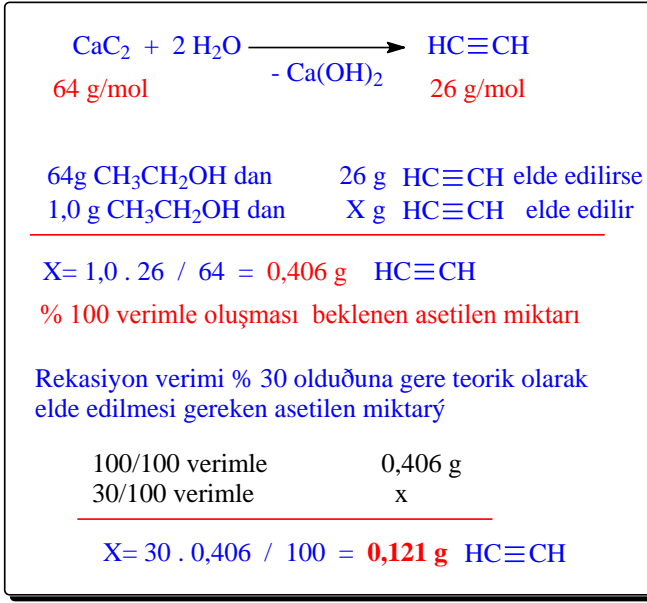 CaC₂ + 2 H₂O ⟶ HC≡CH
- Ca(OH)₂
64 g/mol 26 g/mol
64g CH₃CH₂OH dan 26 g HC≡CH elde edilirse
1,0 g CH₃CH₂OH dan X g HC≡CH elde edilir
X= 1,0 . 26 / 64 = 0,406 g HC≡CH
% 100 verimle oluşması beklenen asetilen miktarı
Rekasiyon verimi % 30 olduðuna gere teorik olarak
elde edilmesi gereken asetilen miktarý
100/100 verimle 0,406 g
30/100 verimle x
X= 30 . 0,406 / 100 = 0,121 g HC≡CH